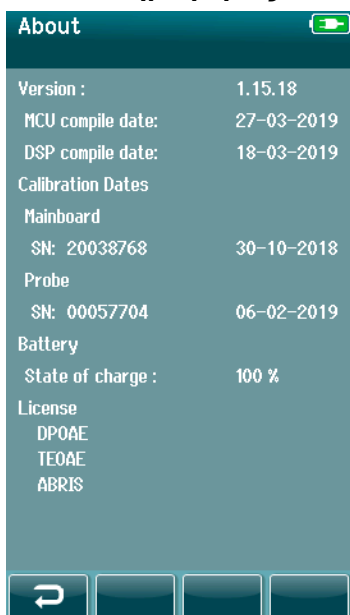 About
Version : 1.15.18
MCU compile date: 27-03-2019
DSP compile date: 18-03-2019
Calibration Dates
Mainboard
SN: 20038768 30-10-2018
Probe
SN: 00057704 06-02-2019
Battery
State of charge : 100 %
License
DPOAE
TEOAE
ABRIS